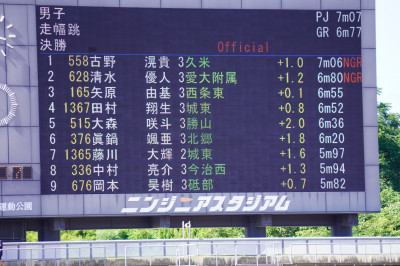 男子 PJ 7m07
走幅跳 GR 6m77
決勝 Official
1 558 古野 滉貴 3 久米 +1.0 7m06 NGR
2 628 清水 優人 3 愛大附属 +1.2 6m80 NGR
3 165 矢原 由基 3 西条東 +0.1 6m55
4 1367 田村 翔生 3 城東 +0.8 6m52
5 515 大森 咲斗 3 勝山 +2.0 6m36
6 376 眞鍋 颯亜 3 北郷 +1.8 6m20
7 1365 藤川 大輝 2 城東 +1.6 5m97
8 336 中村 亮介 3 今治西 +1.3 5m94
9 676 岡本 昊樹 3 砥部 +0.7 5m82
運動公園 ニンジニアスタジアム